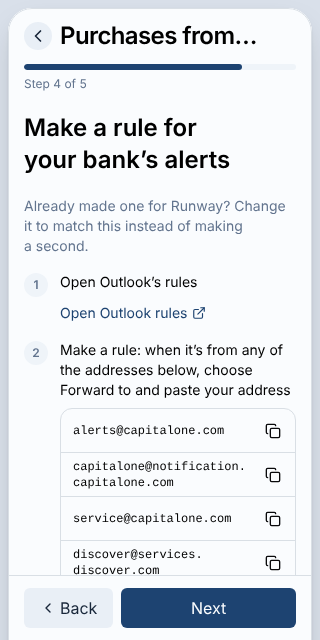 Purchases from...
Step 4 of 5
Make a rule for
your bank’s alerts
Already made one for Runway? Change
it to match this instead of making
a second.
1 Open Outlook’s rules
Open Outlook rules
2 Make a rule: when it’s from any of
the addresses below, choose
Forward to and paste your address
alerts@capitalone.com
capitalone@notification.
capitalone.com
service@capitalone.com
discover@services.
discover.com
Back
Next